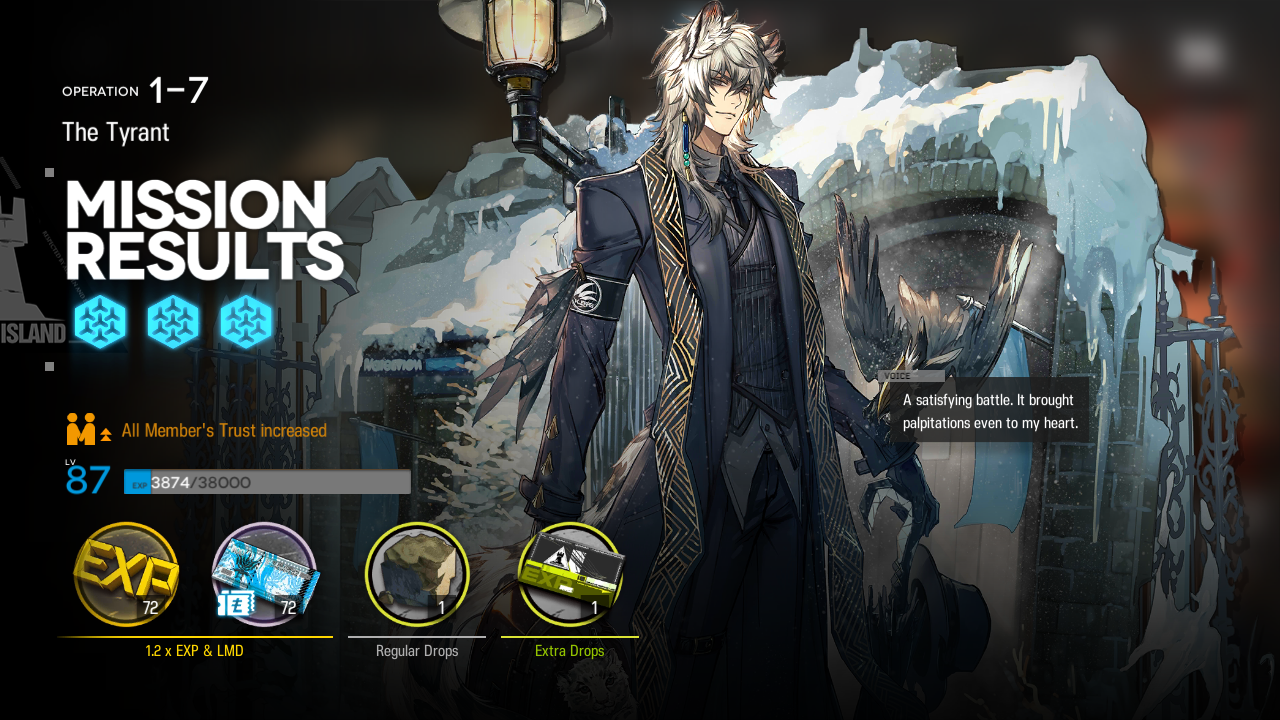 OPERATION 1-7
The Tyrant
MISSION
RESULTS
ISLAND
All Member's Trust increased
LV
87
EXP 3874/38000
VOICE
A satisfying battle. It brought
palpitations even to my heart.
EXP
72
72
1
1
1.2 x EXP & LMD
Regular Drops
Extra Drops